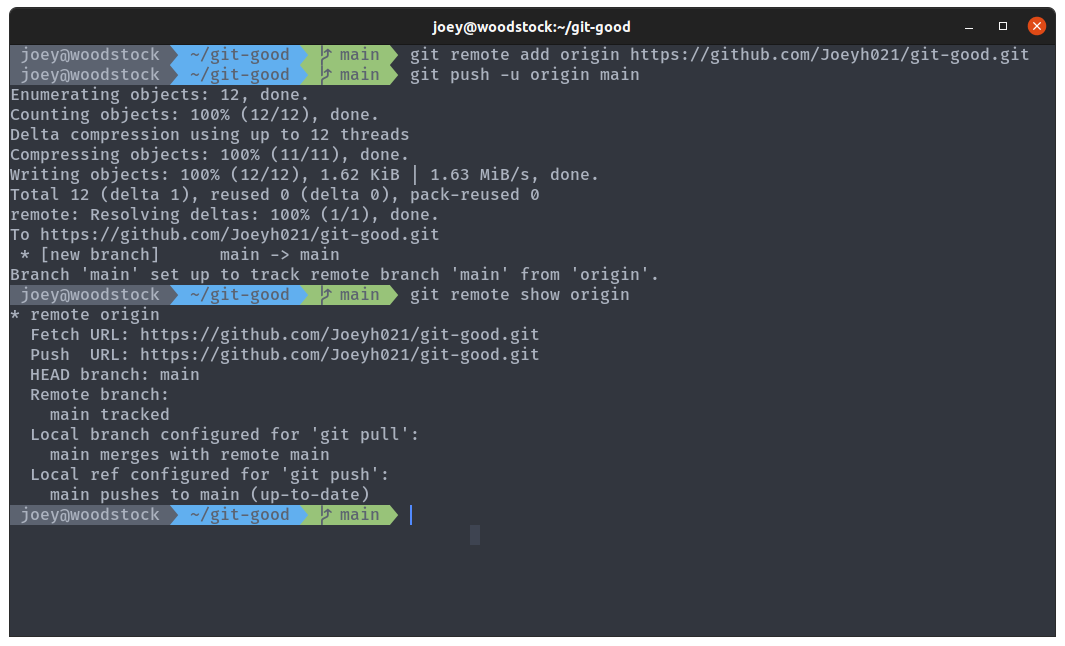 joey@woodstock:~/git-good
joey@woodstock ~/git-good main git remote add origin https://github.com/Joeyh021/git-good.git
joey@woodstock ~/git-good main git push -u origin main
Enumerating objects: 12, done.
Counting objects: 100% (12/12), done.
Delta compression using up to 12 threads
Compressing objects: 100% (11/11), done.
Writing objects: 100% (12/12), 1.62 KiB | 1.63 MiB/s, done.
Total 12 (delta 1), reused 0 (delta 0), pack-reused 0
remote: Resolving deltas: 100% (1/1), done.
To https://github.com/Joeyh021/git-good.git
 * [new branch]      main -> main
Branch 'main' set up to track remote branch 'main' from 'origin'.
joey@woodstock ~/git-good main git remote show origin
* remote origin
  Fetch URL: https://github.com/Joeyh021/git-good.git
  Push  URL: https://github.com/Joeyh021/git-good.git
  HEAD branch: main
  Remote branch:
    main tracked
  Local branch configured for 'git pull':
    main merges with remote main
  Local ref configured for 'git push':
    main pushes to main (up-to-date)
joey@woodstock ~/git-good main